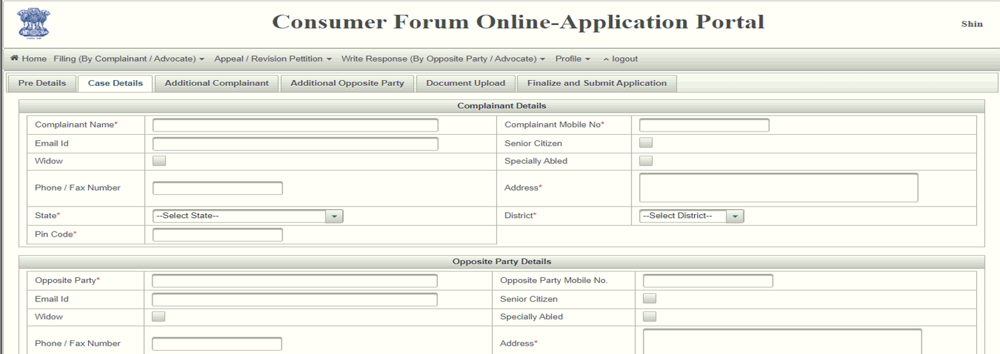 Consumer Forum Online-Application Portal
Shin
Home Filing (By Complainant / Advocate) Appeal / Revision Pettition Write Response (By Opposite Party / Advocate) Profile logout
Pre Details Case Details Additional Complainant Additional Opposite Party Document Upload Finalize and Submit Application
Complainant Details
Complainant Name* Complainant Mobile No*
Email Id Senior Citizen
Widow Specially Abled
Phone / Fax Number Address*
State* --Select State-- District* --Select District--
Pin Code*
Opposite Party Details
Opposite Party* Opposite Party Mobile No.
Email Id Senior Citizen
Widow Specially Abled
Phone / Fax Number Address*